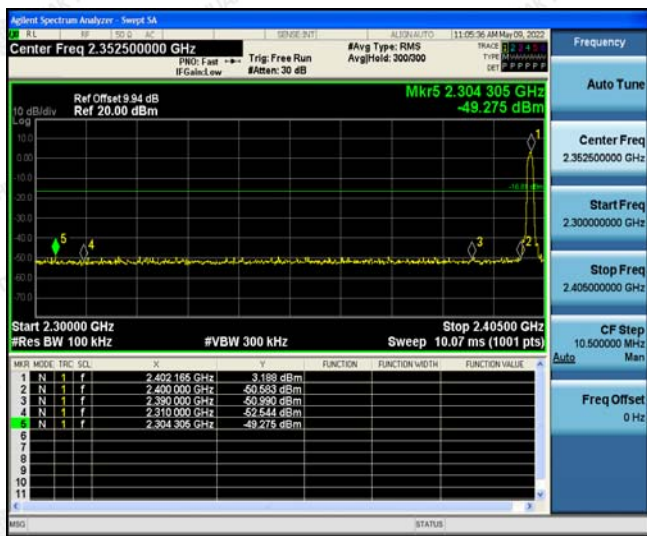 Agilent Spectrum Analyzer - Swept SA
RL RF 50 Ω AC SENSE:INT ALIGN AUTO 11:05:36 AM May 09, 2022
Center Freq 2.352500000 GHz
PNO: Fast
IFGain:Low
Trig: Free Run
#Atten: 30 dB
#Avg Type: RMS
Avg|Hold: 300/300
TRACE 1 2 3 4 5 6
TYPE
DET P P P P P P
Ref Offset 9.94 dB
Ref 20.00 dBm
10 dB/div
Log
Mkr5 2.304 305 GHz
-49.275 dBm
10.0
0.00
-10.0
-20.0
-30.0
-40.0
-50.0
-60.0
-70.0
1
5
4
3
2
Start 2.30000 GHz
Stop 2.40500 GHz
#Res BW 100 kHz
#VBW 300 kHz
Sweep 10.07 ms (1001 pts)
MKR MODE TRC SCL X Y FUNCTION FUNCTION WIDTH FUNCTION VALUE
1 N 1 f 2.402 165 GHz 3.188 dBm
2 N 1 f 2.400 000 GHz -50.583 dBm
3 N 1 f 2.390 000 GHz -50.990 dBm
4 N 1 f 2.310 000 GHz -52.544 dBm
5 N 1 f 2.304 305 GHz -49.275 dBm
6
7
8
9
10
11
MSG
STATUS
Frequency
Auto Tune
Center Freq
2.352500000 GHz
Start Freq
2.300000000 GHz
Stop Freq
2.405000000 GHz
CF Step
10.500000 MHz
Auto Man
Freq Offset
0 Hz